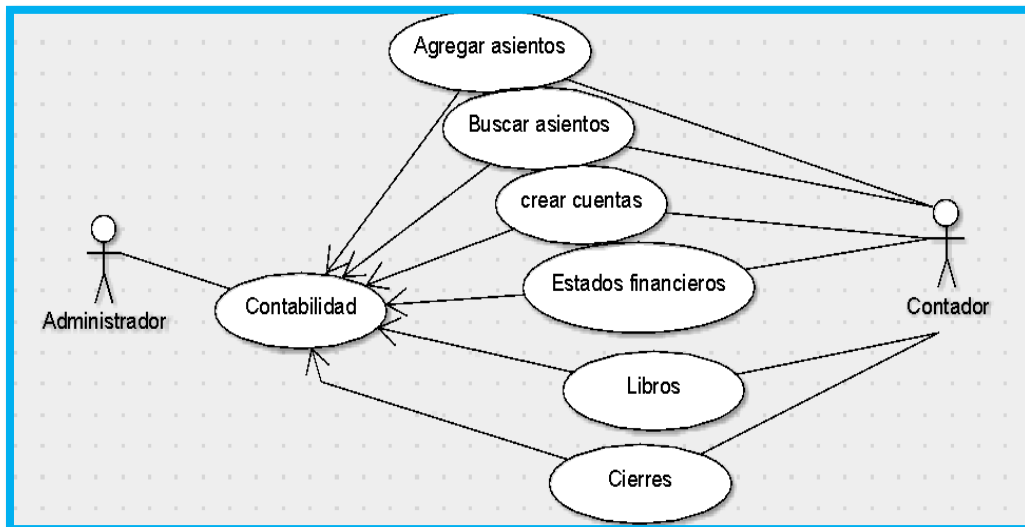 Agregar asientos
Buscar asientos
crear cuentas
Estados financieros
Contabilidad
Administrador
Contador
Libros
Cierres